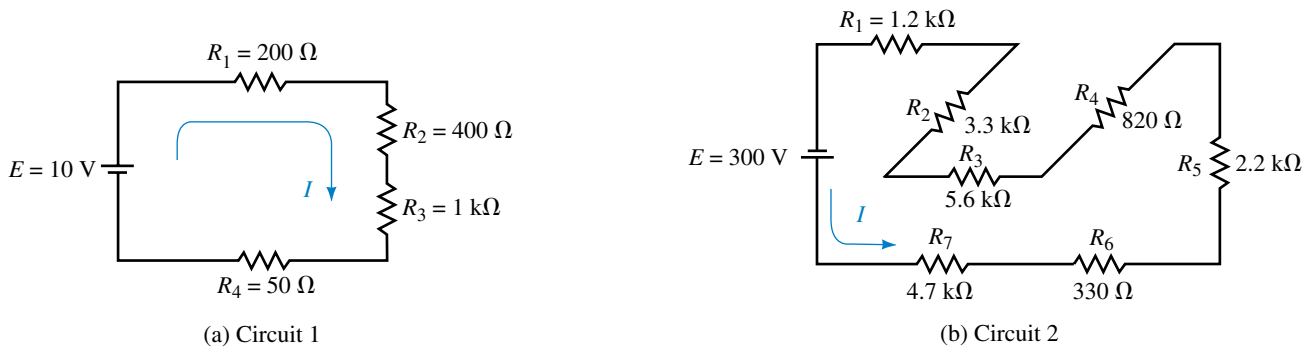 R1 = 200 Ω
R2 = 400 Ω
E = 10 V
I
R3 = 1 kΩ
R4 = 50 Ω
(a) Circuit 1
R1 = 1.2 kΩ
R2
3.3 kΩ
R4
820 Ω
E = 300 V
R3
5.6 kΩ
R5
2.2 kΩ
I
R7
4.7 kΩ
R6
330 Ω
(b) Circuit 2